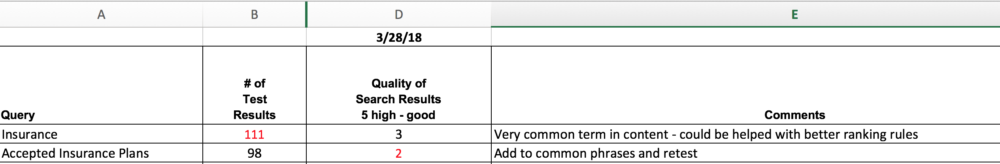 A B D E
3/28/18
# of Quality of
Test Search Results
Query Results 5 high - good Comments
Insurance 111 3 Very common term in content - could be helped with better ranking rules
Accepted Insurance Plans 98 2 Add to common phrases and retest